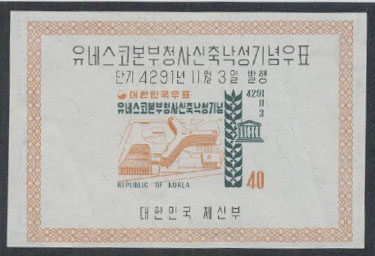 유네스코본부청사신축낙성기념우표
단기 4291년 11월 3일 발행
대한민국우표
유네스코본부청사신축낙성기념
4291
11
3
REPUBLIC OF KOREA
40
대한민국 체신부